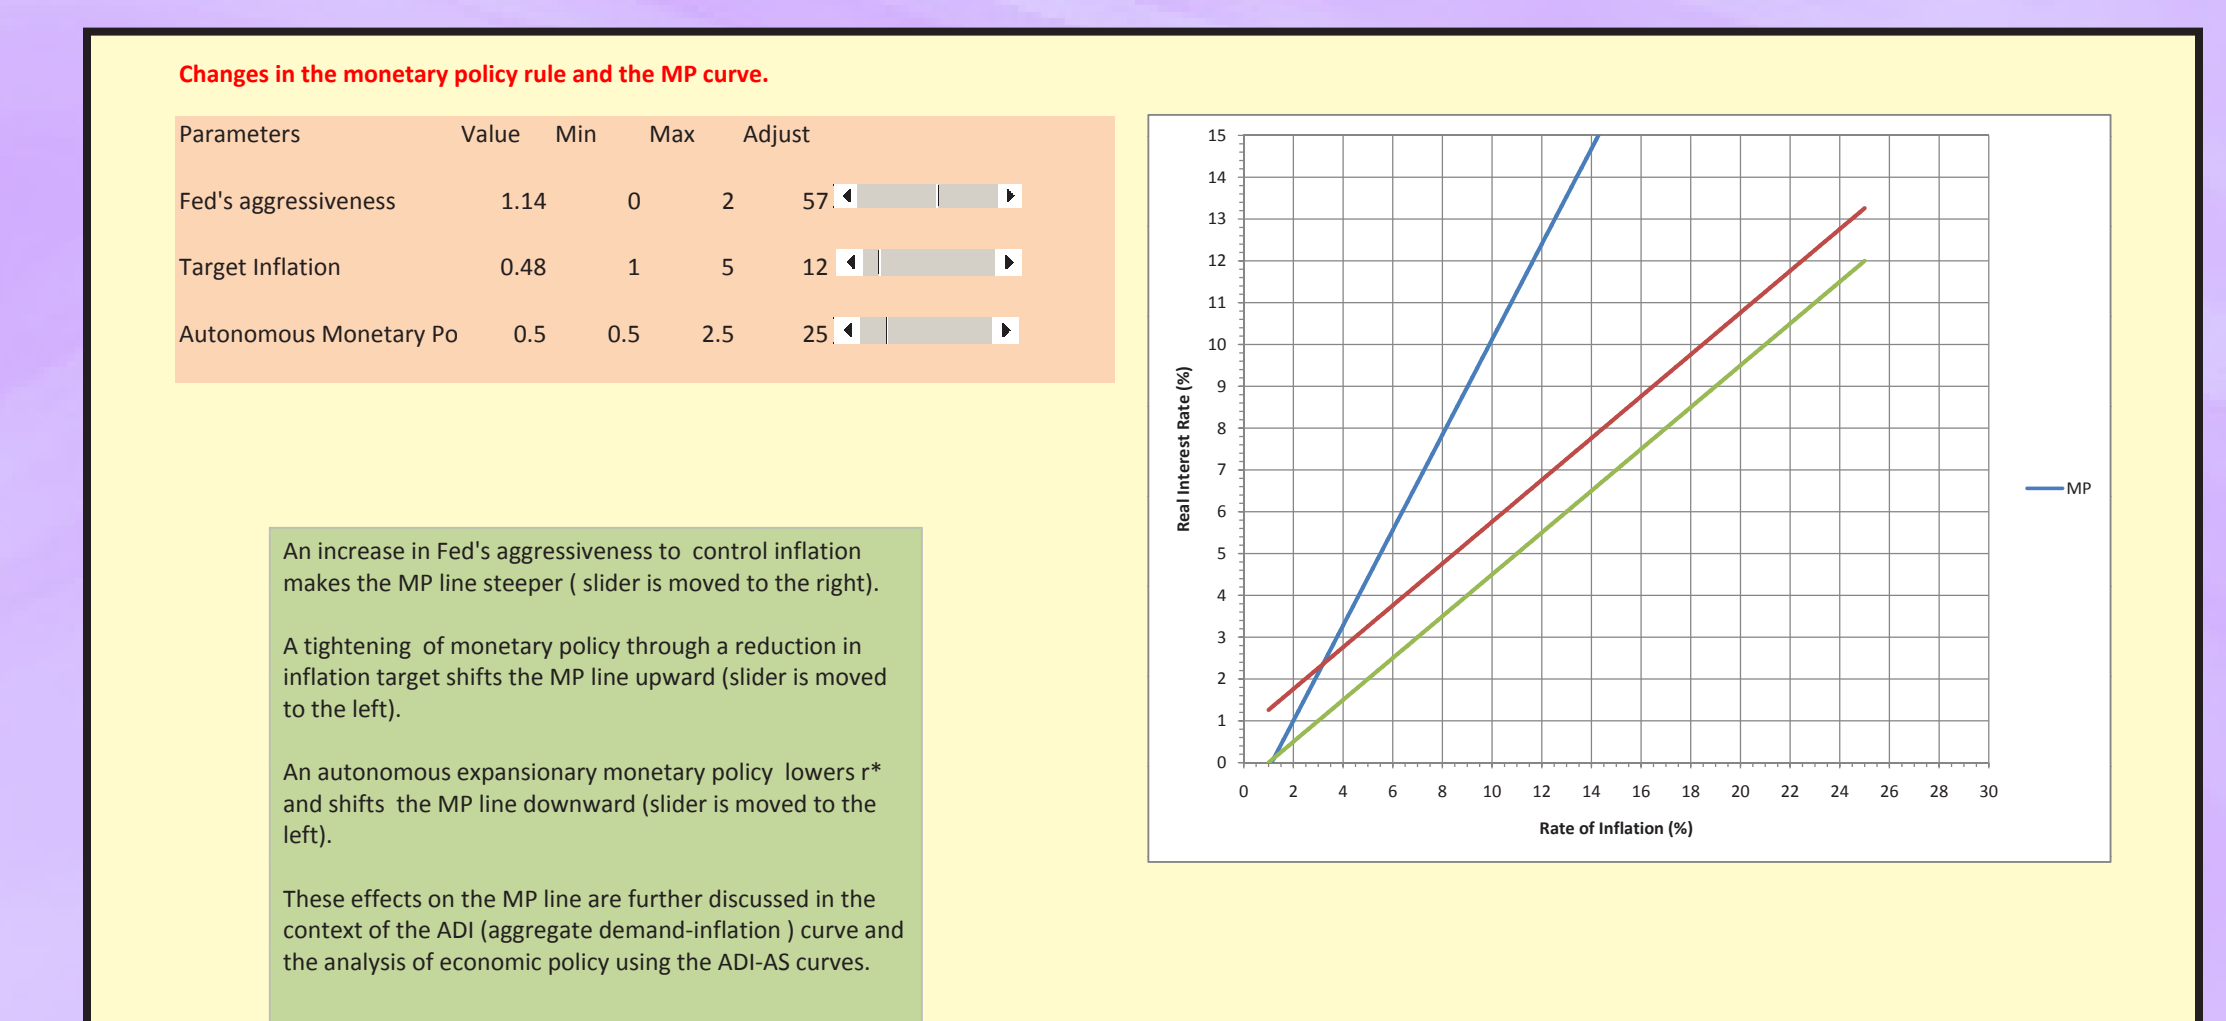 Changes in the monetary policy rule and the MP curve.
Parameters Value Min Max Adjust
Fed's aggressiveness 1.14 0 2 57
Target Inflation 0.48 1 5 12
Autonomous Monetary Po 0.5 0.5 2.5 25
An increase in Fed's aggressiveness to control inflation
makes the MP line steeper ( slider is moved to the right).
A tightening of monetary policy through a reduction in
inflation target shifts the MP line upward (slider is moved
to the left).
An autonomous expansionary monetary policy lowers r*
and shifts the MP line downward (slider is moved to the
left).
These effects on the MP line are further discussed in the
context of the ADI (aggregate demand-inflation ) curve and
the analysis of economic policy using the ADI-AS curves.
15
14
13
12
11
10
9
8
7
6
5
4
3
2
1
0
Real Interest Rate (%)
0 2 4 6 8 10 12 14 16 18 20 22 24 26 28 30
Rate of Inflation (%)
MP